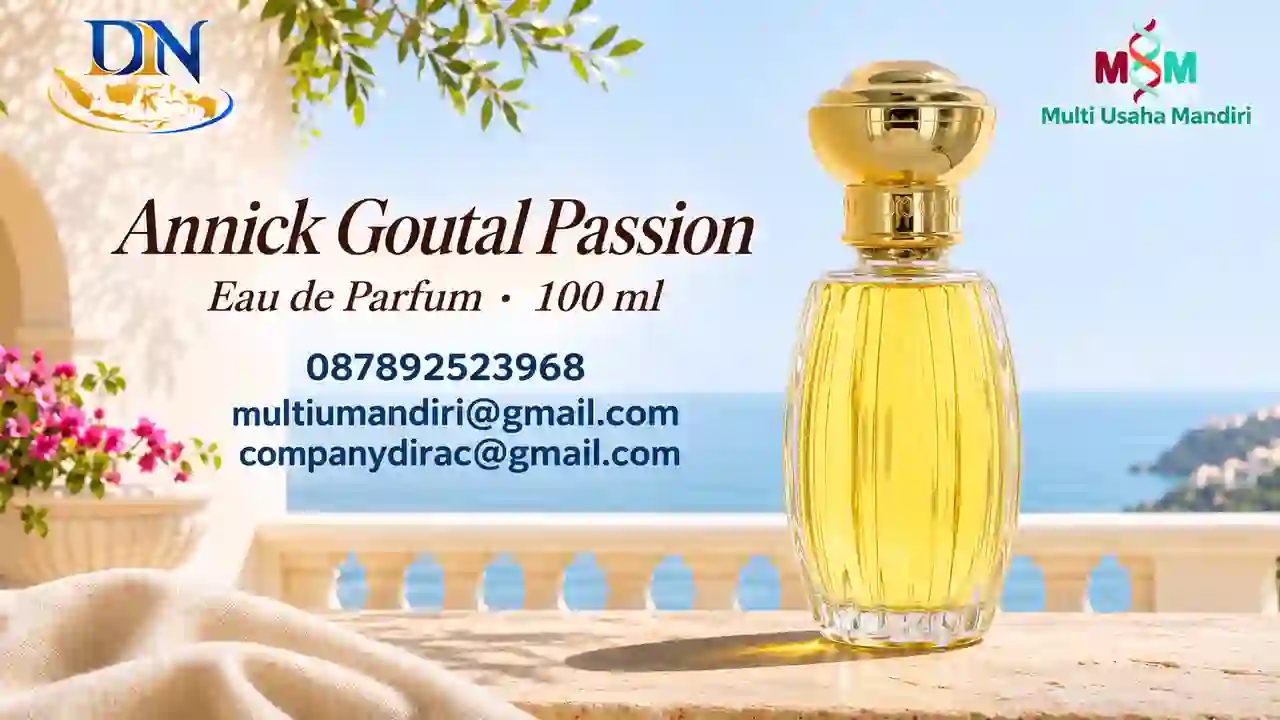 DN
M M
Multi Usaha Mandiri
Annick Goutal Passion
Eau de Parfum · 100 ml
087892523968
multiumandiri@gmail.com
companydirac@gmail.com